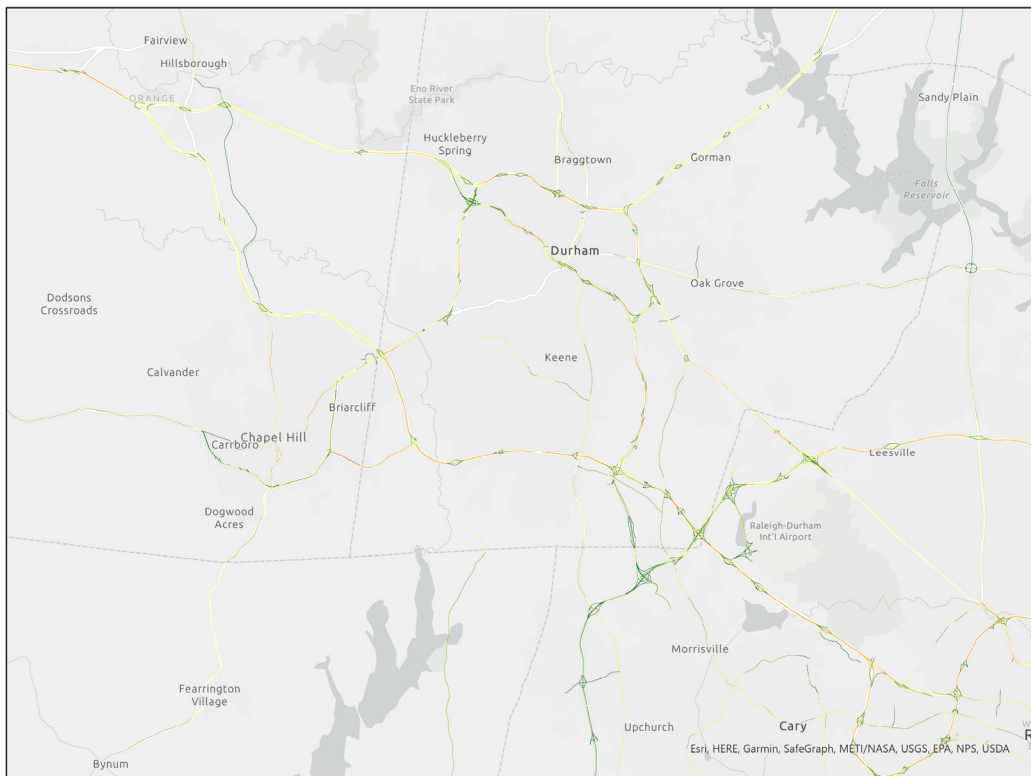 Fairview
Hillsborough
ORANGE
Eno River
State Park
Sandy Plain
Huckleberry
Spring
Braggtown
Gorman
Falls
Reservoir
Durham
Oak Grove
Dodsons
Crossroads
Keene
Calvander
Briarcliff
Chapel Hill
Carrboro
Leesville
Dogwood
Acres
Raleigh-Durham
Int'l Airport
Morrisville
Fearrington
Village
Upchurch
Cary
W
R
Esri, HERE, Garmin, SafeGraph, METI/NASA, USGS, EPA, NPS, USDA
Bynum